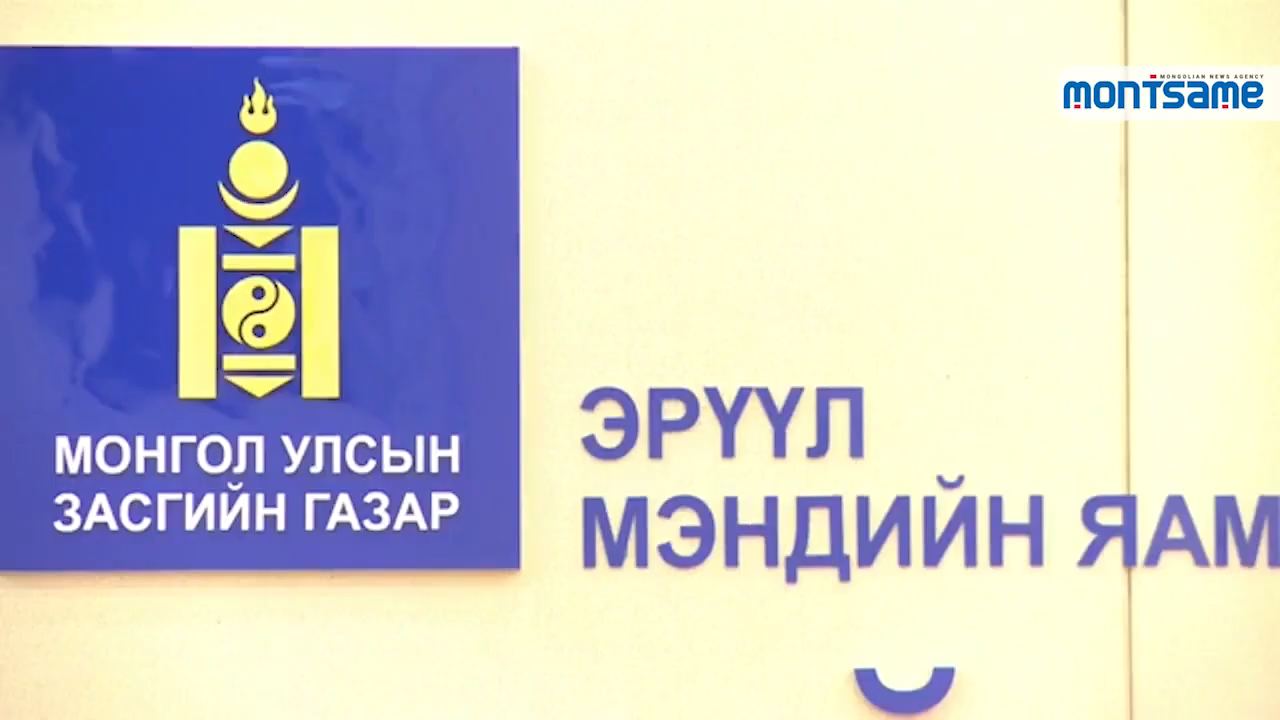 MONGOLIAN NEWS AGENCY
MONTSAME
МОНГОЛ УЛСЫН
ЗАСГИЙН ГАЗАР
ЭРҮҮЛ
МЭНДИЙН ЯАМ